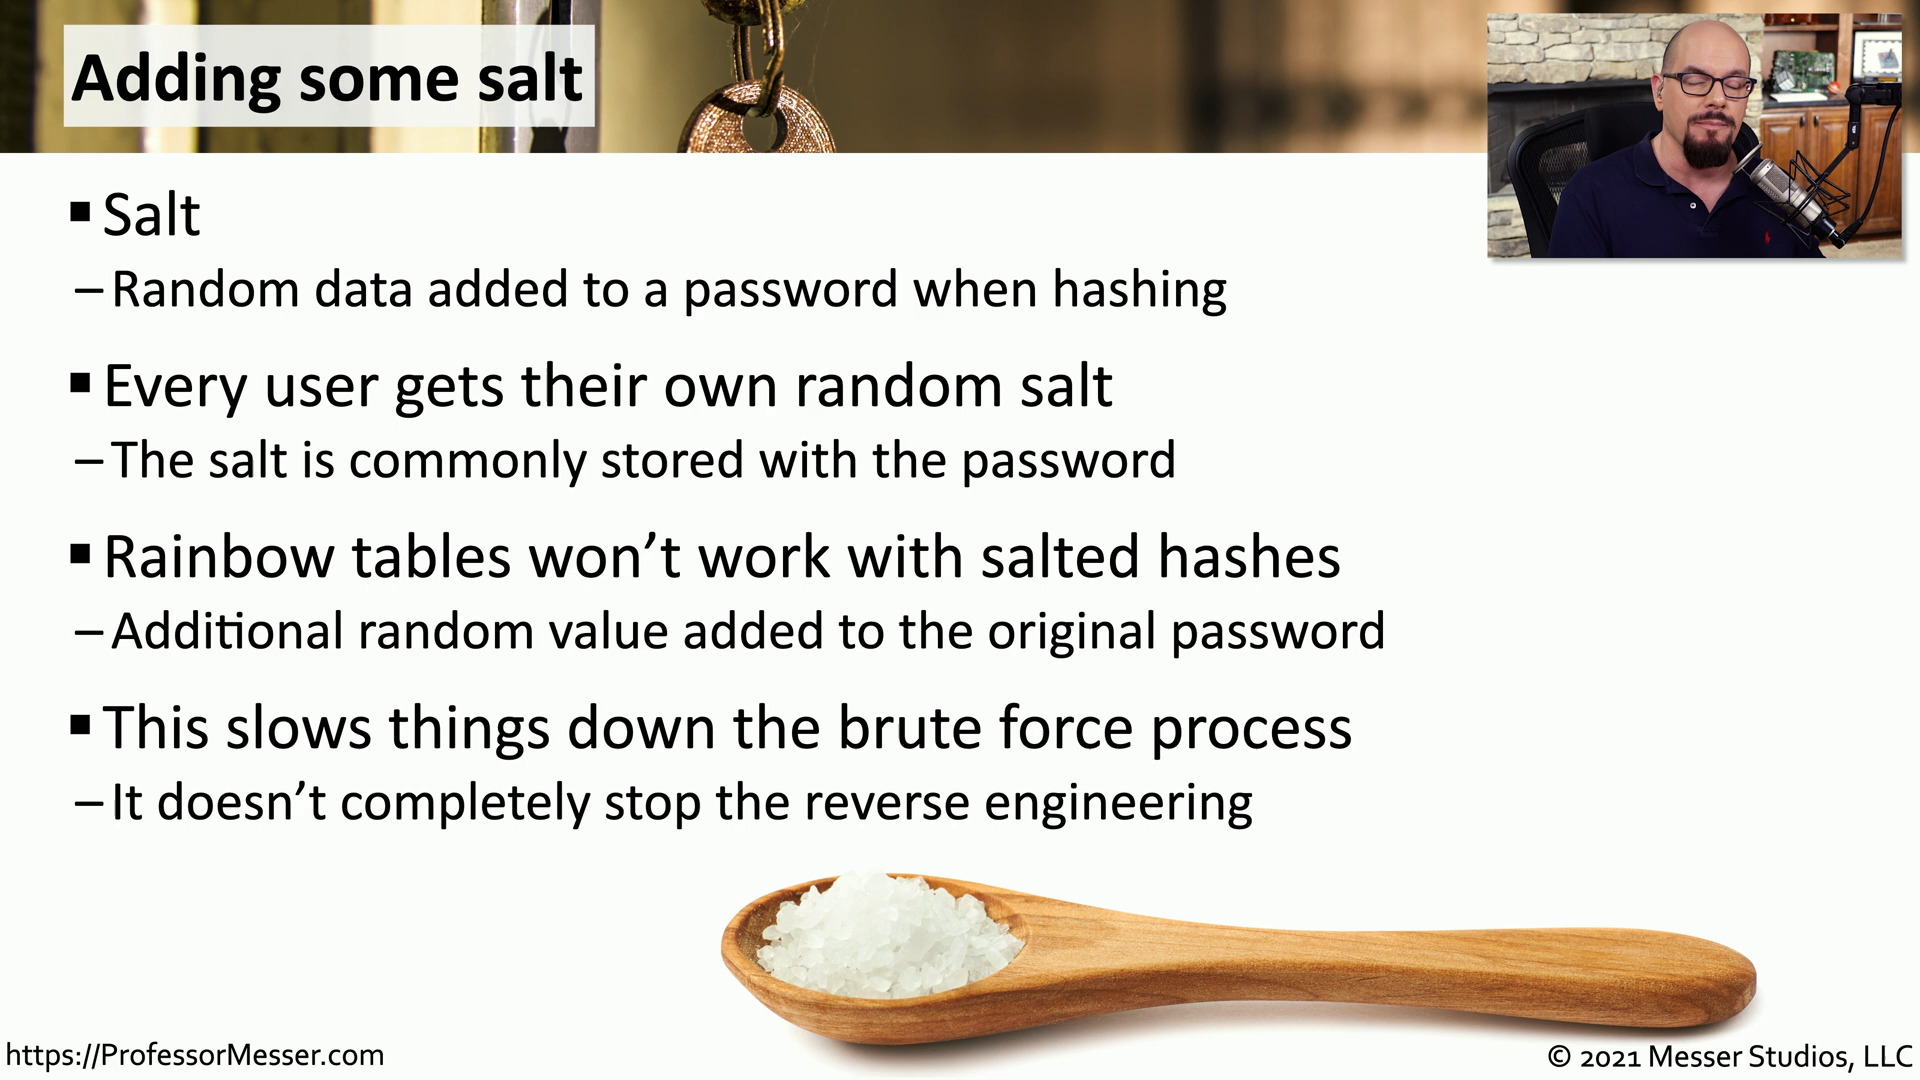 Adding some salt
▪ Salt
– Random data added to a password when hashing
▪ Every user gets their own random salt
– The salt is commonly stored with the password
▪ Rainbow tables won’t work with salted hashes
– Additional random value added to the original password
▪ This slows things down the brute force process
– It doesn’t completely stop the reverse engineering
https://ProfessorMesser.com
© 2021 Messer Studios, LLC